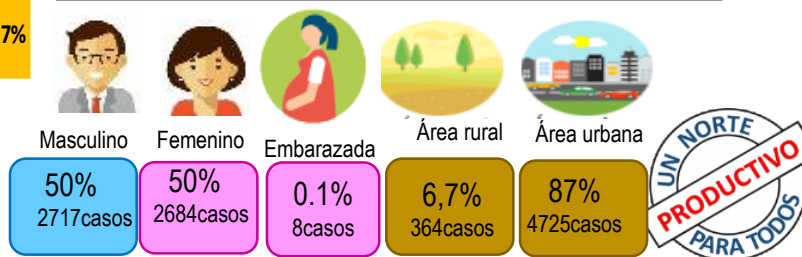 7%
Masculino
Femenino
Embarazada
Área rural
Área urbana
50%
2717casos
50%
2684casos
0.1%
8casos
6,7%
364casos
87%
4725casos
UN NORTE
PRODUCTIVO
PARA TODOS